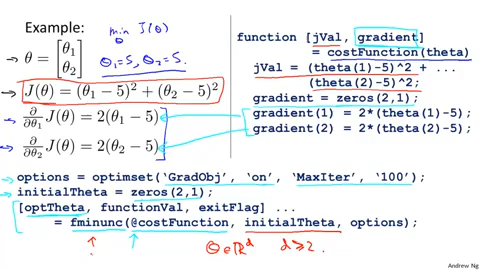 Example:
min J(θ)
θ
θ = [θ1
θ2]
θ1=5, θ2=5.
J(θ) = (θ1 − 5)² + (θ2 − 5)²
∂/∂θ1 J(θ) = 2(θ1 − 5)
∂/∂θ2 J(θ) = 2(θ2 − 5)
function [jVal, gradient]
= costFunction(theta)
jVal = (theta(1)-5)^2 + ...
(theta(2)-5)^2;
gradient = zeros(2,1);
gradient(1) = 2*(theta(1)-5);
gradient(2) = 2*(theta(2)-5);
options = optimset('GradObj', 'on', 'MaxIter', '100');
initialTheta = zeros(2,1);
[optTheta, functionVal, exitFlag] ...
= fminunc(@costFunction, initialTheta, options);
θ∈ℝᵈ d≥2.
Andrew Ng